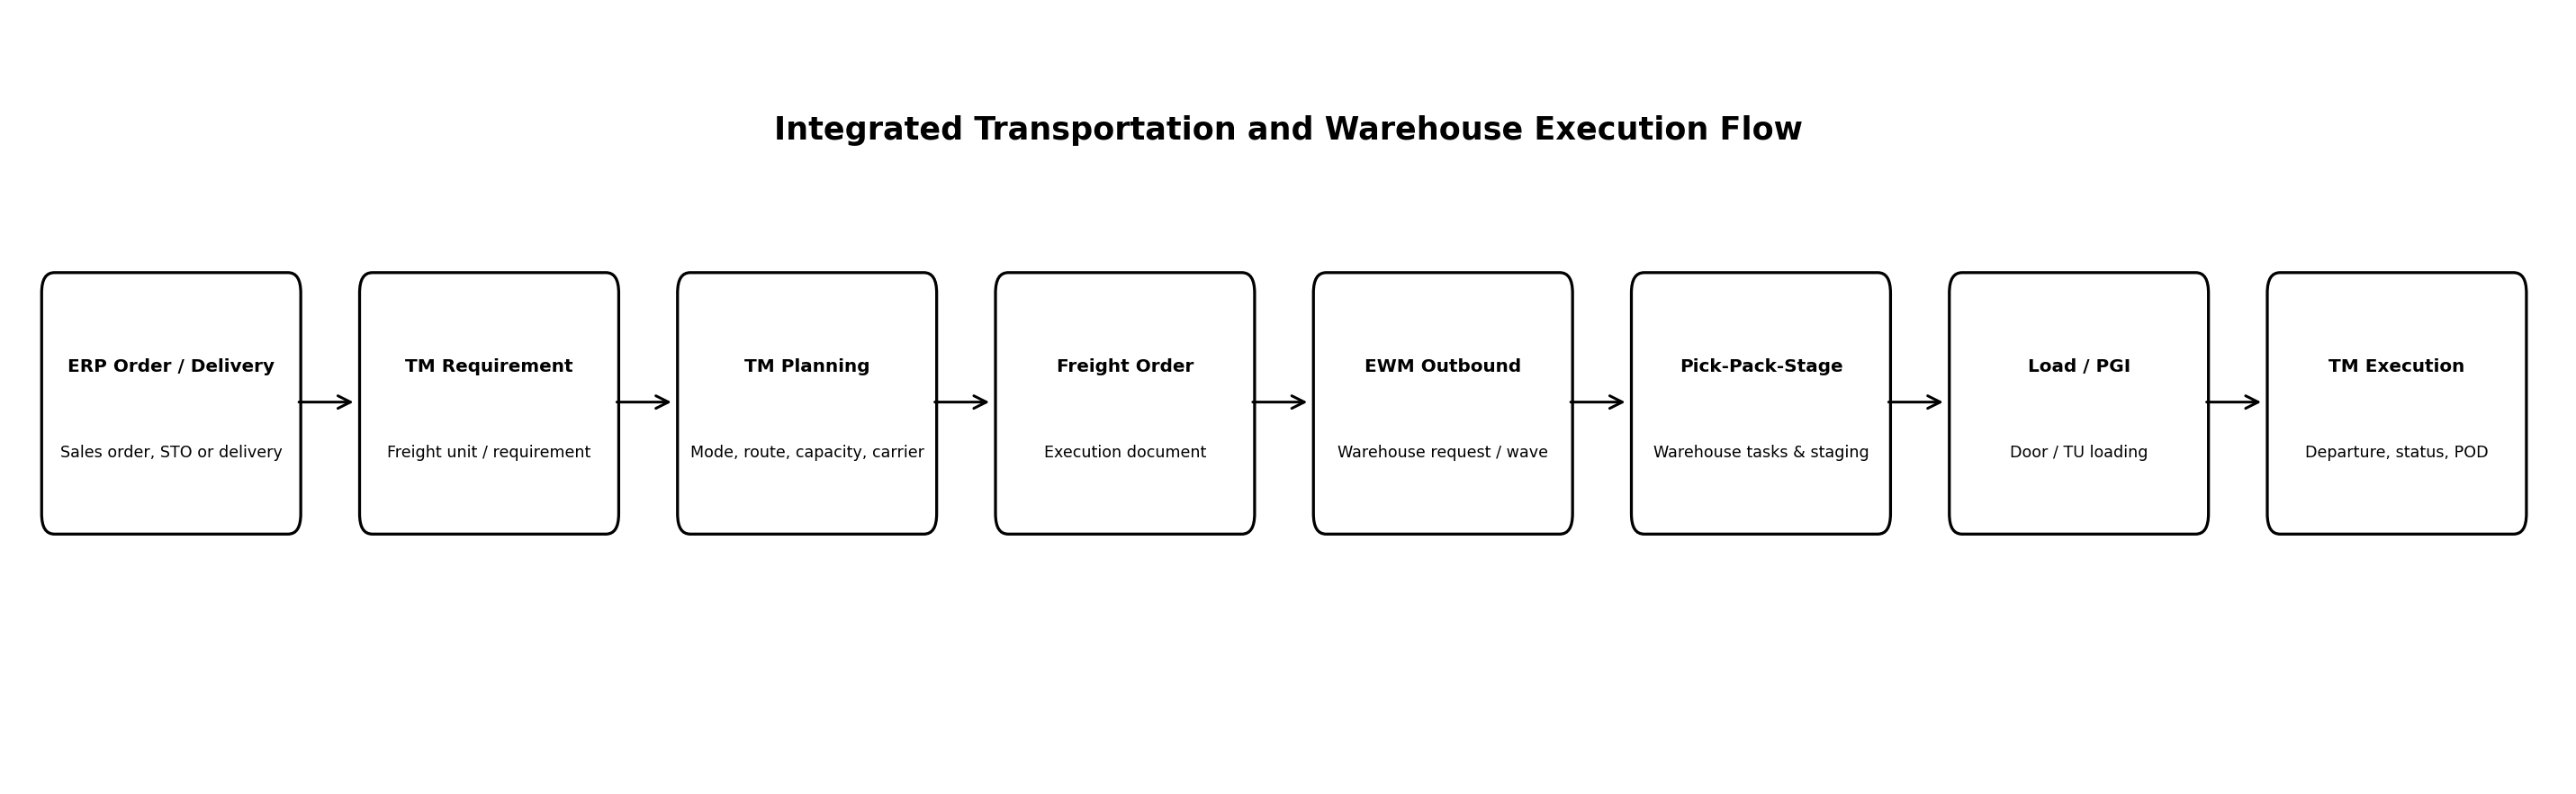 Integrated Transportation and Warehouse Execution Flow
ERP Order / Delivery
Sales order, STO or delivery
TM Requirement
Freight unit / requirement
TM Planning
Mode, route, capacity, carrier
Freight Order
Execution document
EWM Outbound
Warehouse request / wave
Pick-Pack-Stage
Warehouse tasks & staging
Load / PGI
Door / TU loading
TM Execution
Departure, status, POD